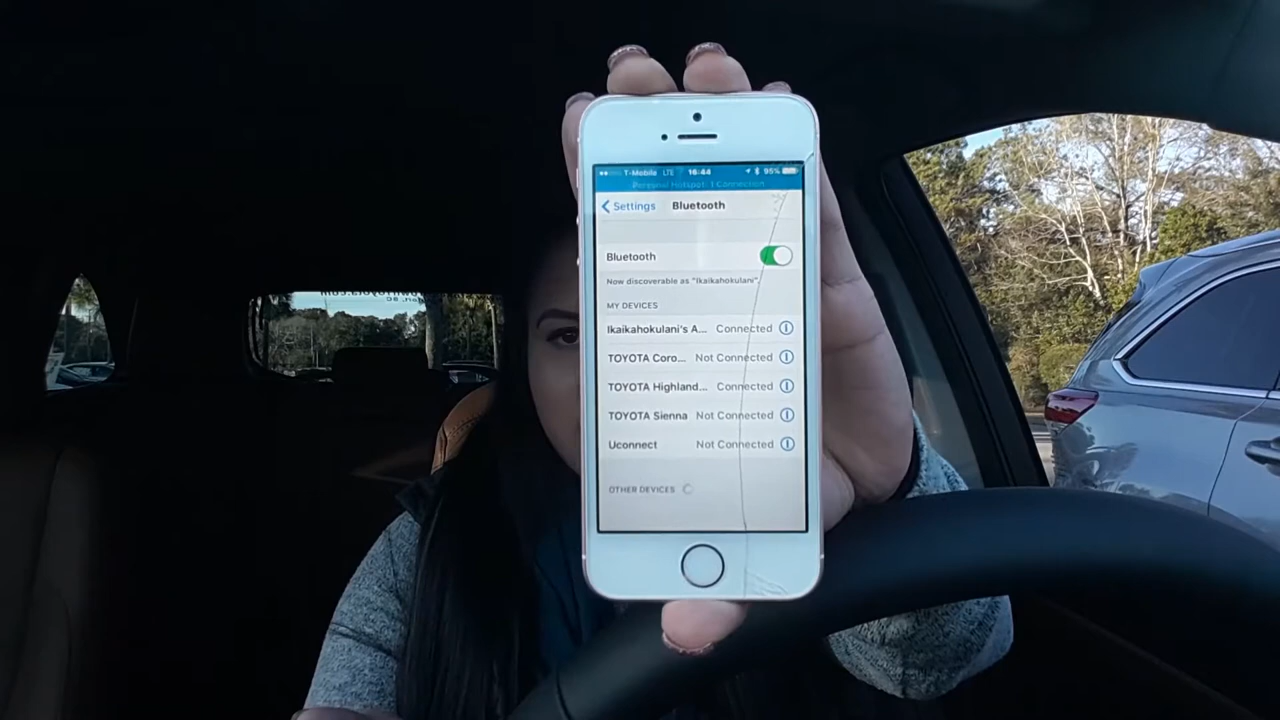 T-Mobile LTE 16:44 95%
Personal Hotspot: 1 Connection
Settings Bluetooth
Bluetooth
Now discoverable as "Ikaikahokulani".
MY DEVICES
Ikaikahokulani's A... Connected
TOYOTA Coro... Not Connected
TOYOTA Highland... Connected
TOYOTA Sienna Not Connected
Uconnect Not Connected
OTHER DEVICES